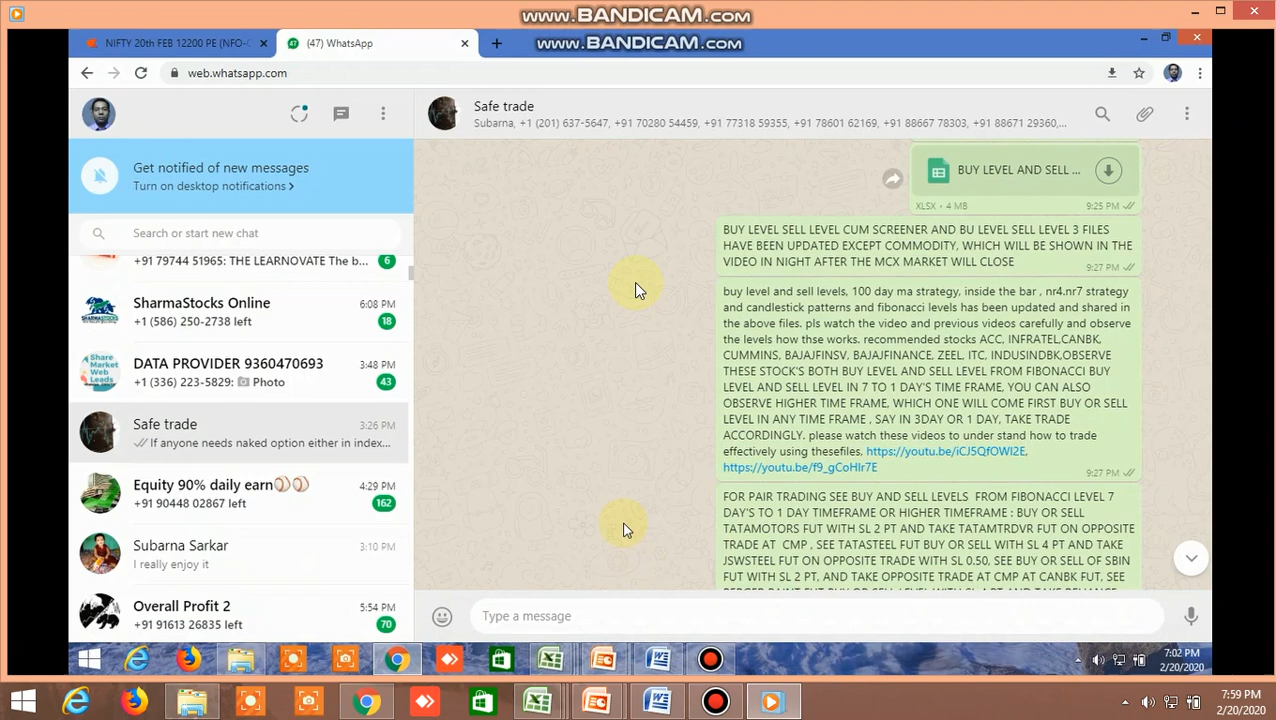 www.BANDICAM.com
NIFTY 20th FEB 12200 PE (NFO-C
(47) WhatsApp
www.BANDICAM.com
web.whatsapp.com
Safe trade
Subarna, +1 (201) 637-5647, +91 70280 54459, +91 77318 59355, +91 78601 62169, +91 88667 78303, +91 88671 29360,...
Get notified of new messages
Turn on desktop notifications >
Search or start new chat
+91 79744 51965: THE LEARNOVATE The b...
6
SharmaStocks Online
6:08 PM
+1 (586) 250-2738 left
18
DATA PROVIDER 9360470693
3:48 PM
+1 (336) 223-5829: Photo
43
Safe trade
3:26 PM
If anyone needs naked option either in index...
Equity 90% daily earn
4:29 PM
+91 90448 02867 left
162
Subarna Sarkar
3:10 PM
I really enjoy it
Overall Profit 2
5:54 PM
+91 91613 26835 left
70
BUY LEVEL AND SELL ...
XLSX • 4 MB
9:25 PM
BUY LEVEL SELL LEVEL CUM SCREENER AND BU LEVEL SELL LEVEL 3 FILES
HAVE BEEN UPDATED EXCEPT COMMODITY, WHICH WILL BE SHOWN IN THE
VIDEO IN NIGHT AFTER THE MCX MARKET WILL CLOSE
9:27 PM
buy level and sell levels, 100 day ma strategy, inside the bar , nr4.nr7 strategy
and candlestick patterns and fibonacci levels has been updated and shared in
the above files. pls watch the video and previous videos carefully and observe
the levels how thse works. recommended stocks ACC, INFRATEL,CANBK,
CUMMINS, BAJAJFINSV, BAJAJFINANCE, ZEEL, ITC, INDUSINDBK,OBSERVE
THESE STOCK'S BOTH BUY LEVEL AND SELL LEVEL FROM FIBONACCI BUY
LEVEL AND SELL LEVEL IN 7 TO 1 DAY'S TIME FRAME, YOU CAN ALSO
OBSERVE HIGHER TIME FRAME, WHICH ONE WILL COME FIRST BUY OR SELL
LEVEL IN ANY TIME FRAME , SAY IN 3DAY OR 1 DAY, TAKE TRADE
ACCORDINGLY. please watch these videos to under stand how to trade
effectively using thesefiles. https://youtu.be/iCJ5QfOWI2E,
https://youtu.be/f9_gCoHIr7E
9:27 PM
FOR PAIR TRADING SEE BUY AND SELL LEVELS FROM FIBONACCI LEVEL 7
DAY'S TO 1 DAY TIMEFRAME OR HIGHER TIMEFRAME : BUY OR SELL
TATAMOTORS FUT WITH SL 2 PT AND TAKE TATAMTRDVR FUT ON OPPOSITE
TRADE AT CMP , SEE TATASTEEL FUT BUY OR SELL WITH SL 4 PT AND TAKE
JSWSTEEL FUT ON OPPOSITE TRADE WITH SL 0.50, SEE BUY OR SELL OF SBIN
FUT WITH SL 2 PT. AND TAKE OPPOSITE TRADE AT CMP AT CANBK FUT. SEE
Type a message
7:02 PM
2/20/2020
7:59 PM
2/20/2020